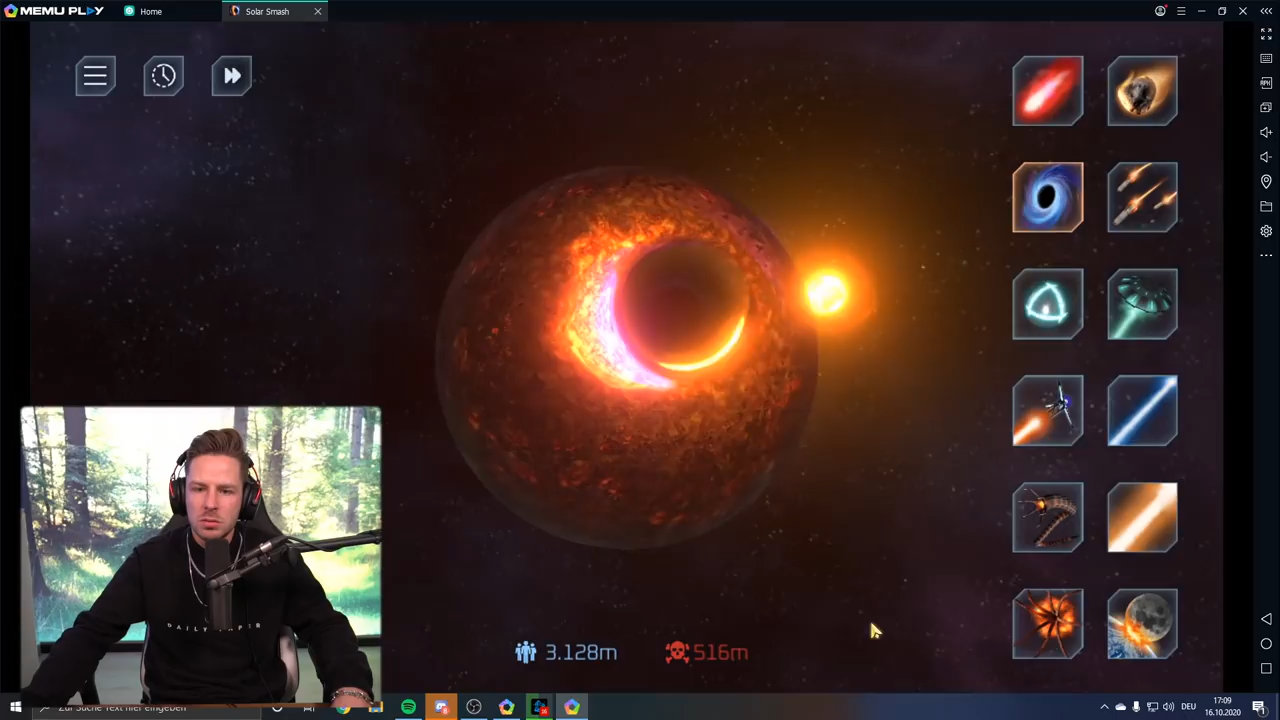 MEMU PLAY
Home
Solar Smash
3.128m
516m
DAILY PAPER
Zur Suche Text hier eingeben
DEU
17:09
16.10.2020